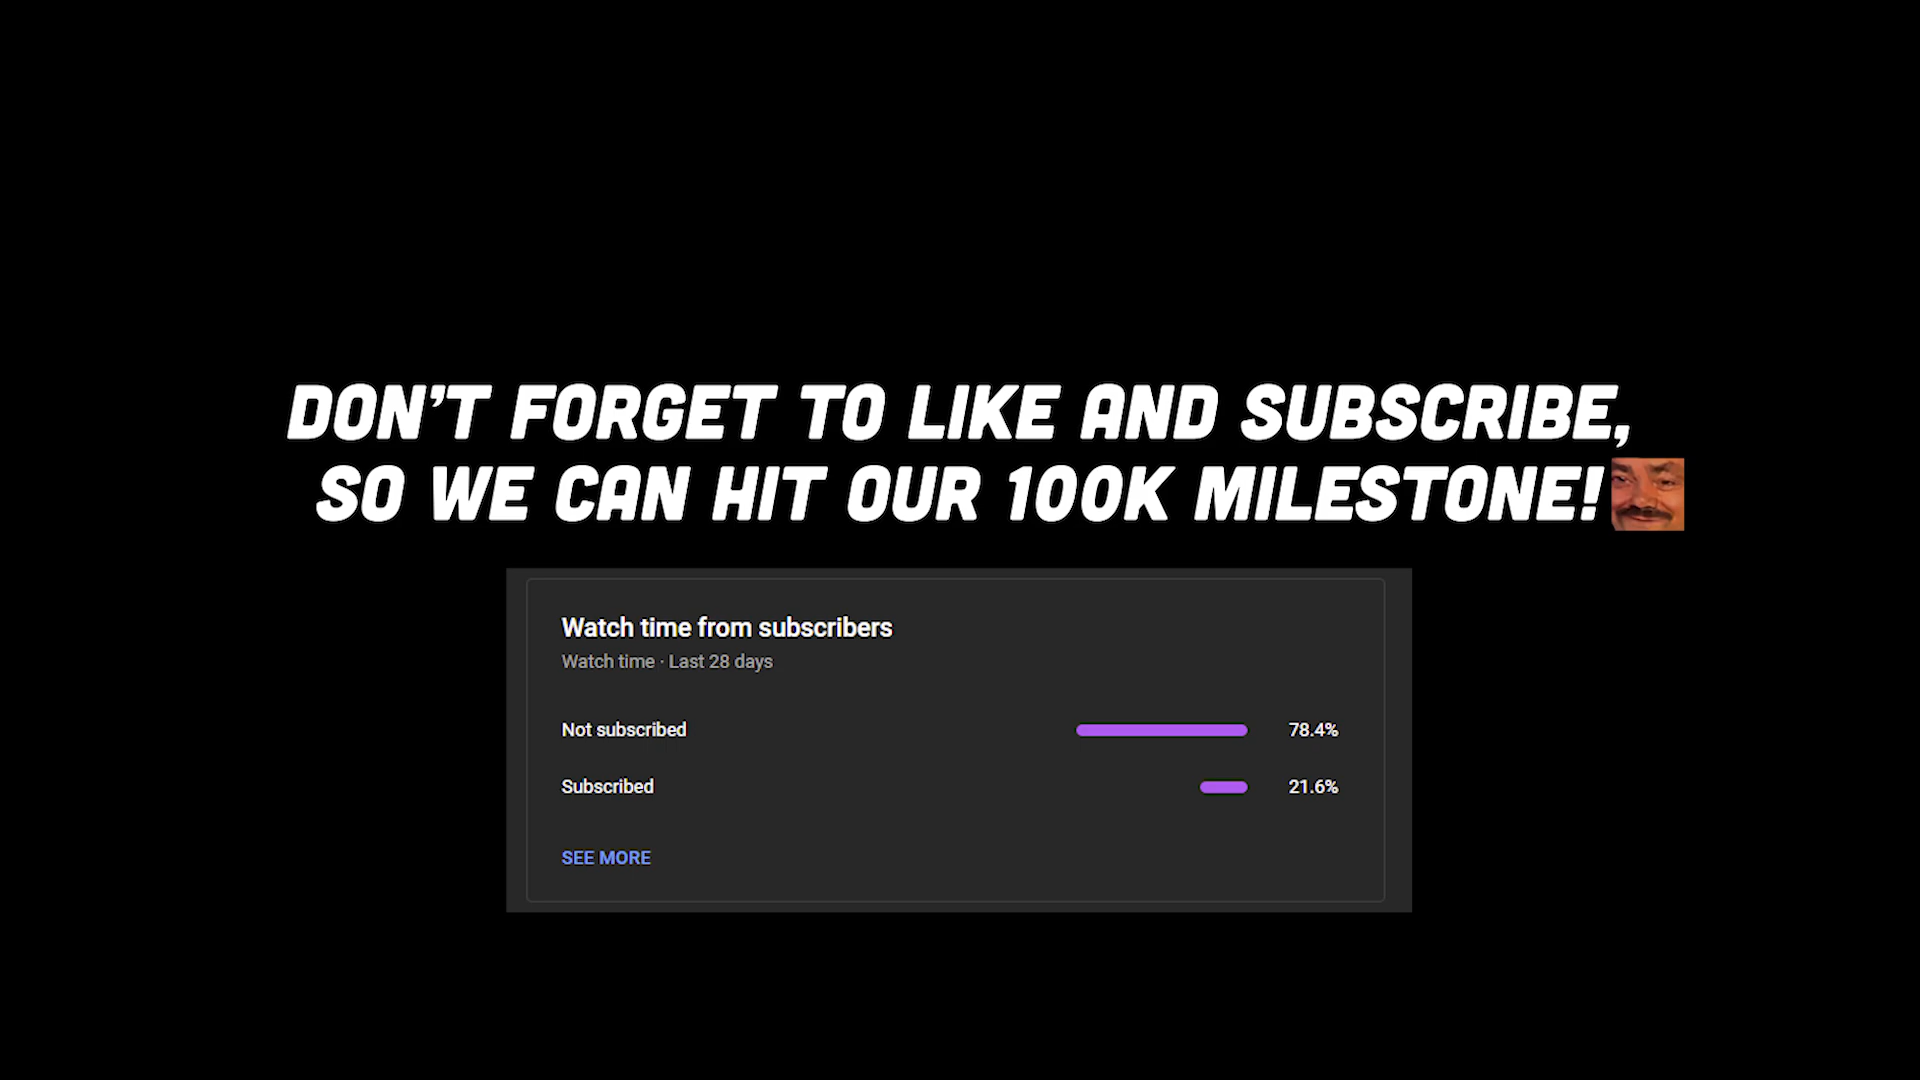 DON'T FORGET TO LIKE AND SUBSCRIBE,
SO WE CAN HIT OUR 100K MILESTONE!
Watch time from subscribers
Watch time · Last 28 days
Not subscribed 78.4%
Subscribed 21.6%
SEE MORE